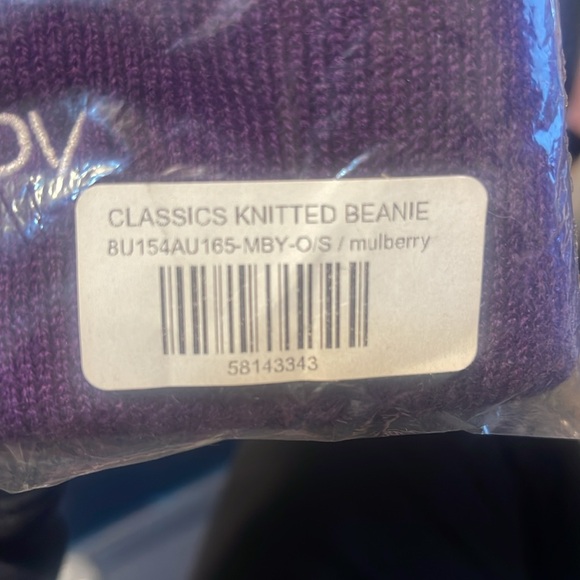 CLASSICS KNITTED BEANIE
8U154AU165-MBY-O/S / mulberry
58143343